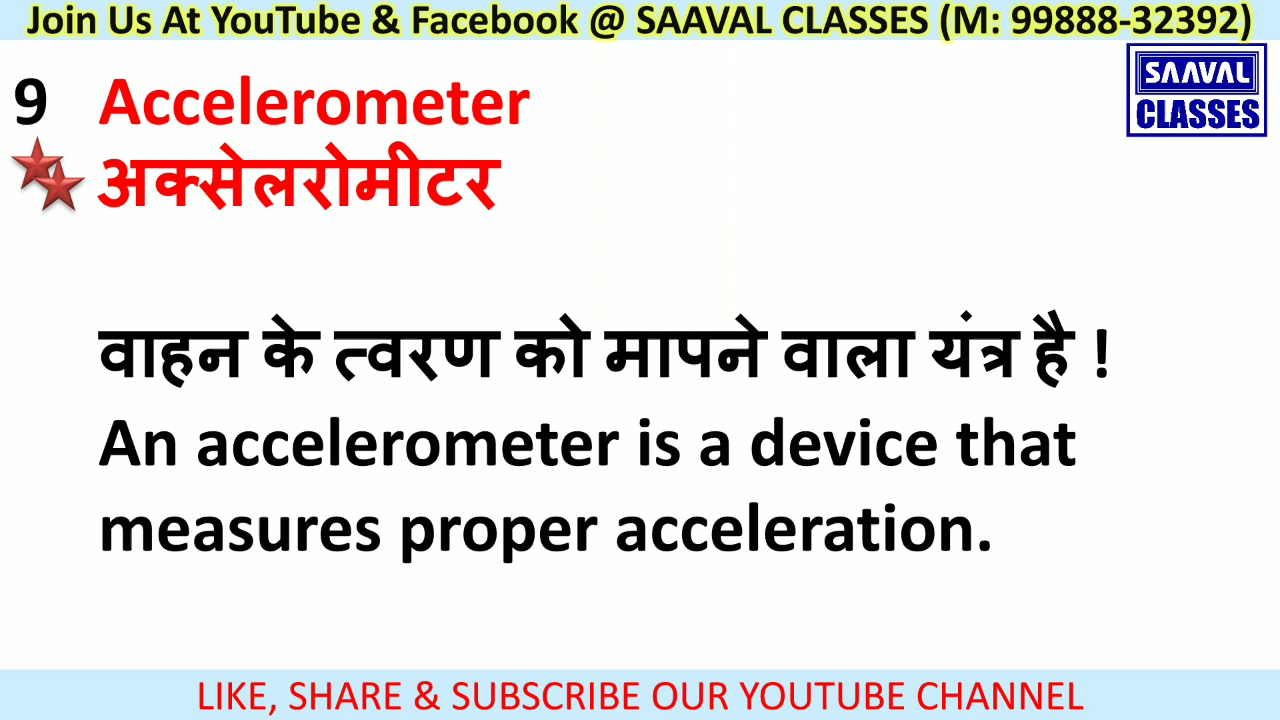 Join Us At YouTube & Facebook @ SAAVAL CLASSES (M: 99888-32392)
SAAVAL
CLASSES
9 Accelerometer
अक्सेलरोमीटर
वाहन के त्वरण को मापने वाला यंत्र है !
An accelerometer is a device that
measures proper acceleration.
LIKE, SHARE & SUBSCRIBE OUR YOUTUBE CHANNEL